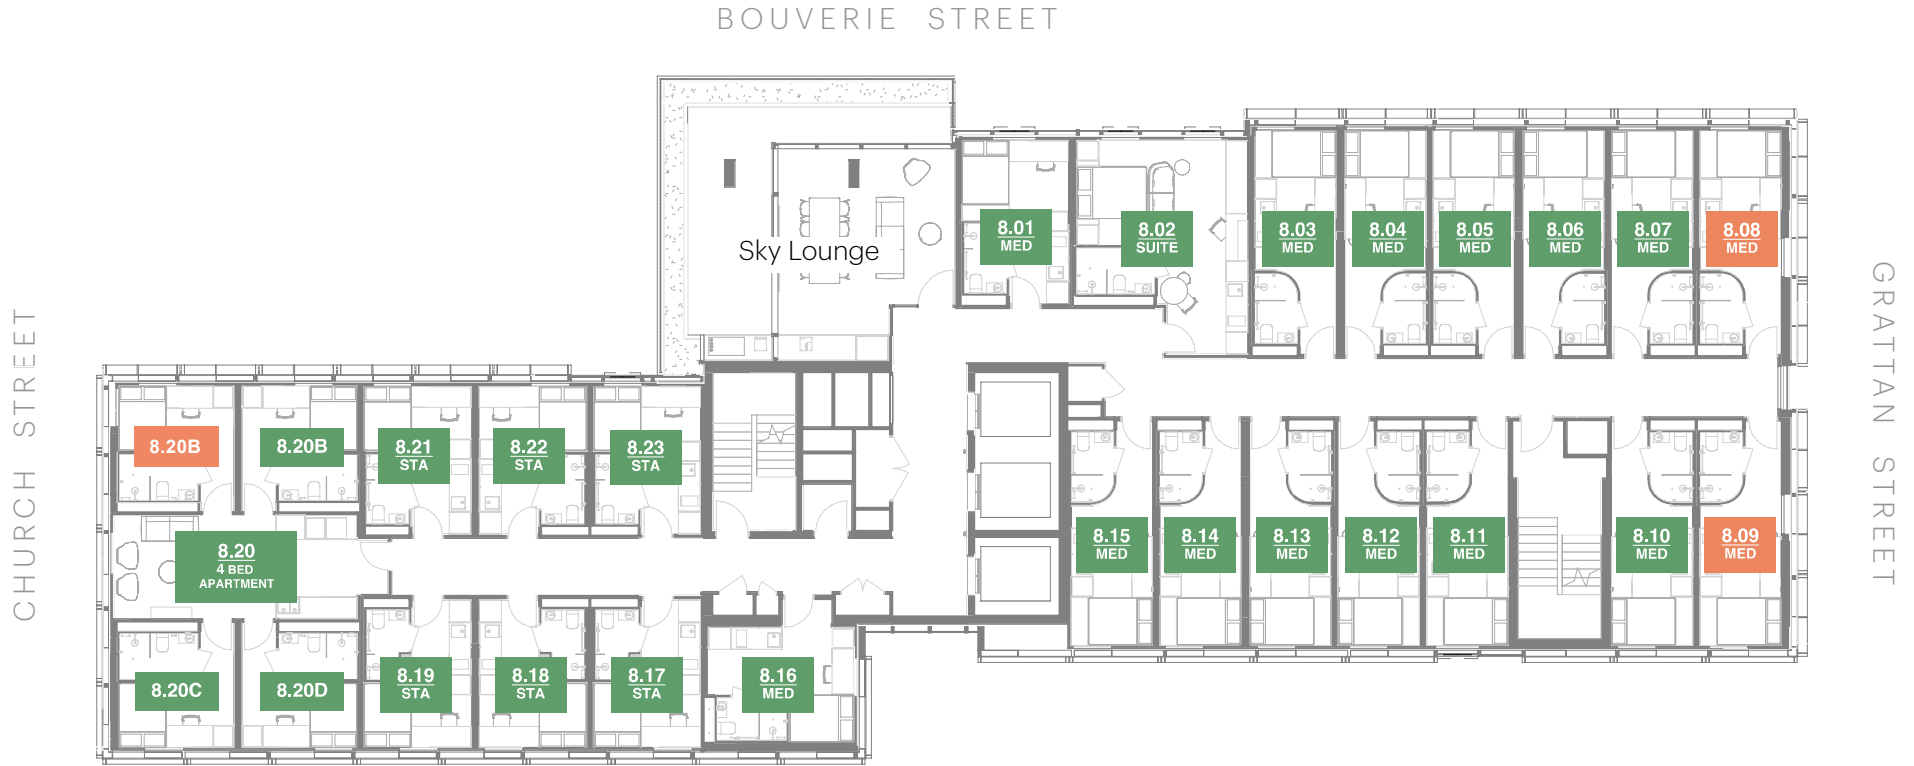 BOUVERIE STREET
CHURCH STREET
GRATTAN STREET
Sky Lounge
8.01
MED
8.02
SUITE
8.03
MED
8.04
MED
8.05
MED
8.06
MED
8.07
MED
8.08
MED
8.20B
8.20B
8.21
STA
8.22
STA
8.23
STA
8.20
4 BED
APARTMENT
8.15
MED
8.14
MED
8.13
MED
8.12
MED
8.11
MED
8.10
MED
8.09
MED
8.20C
8.20D
8.19
STA
8.18
STA
8.17
STA
8.16
MED